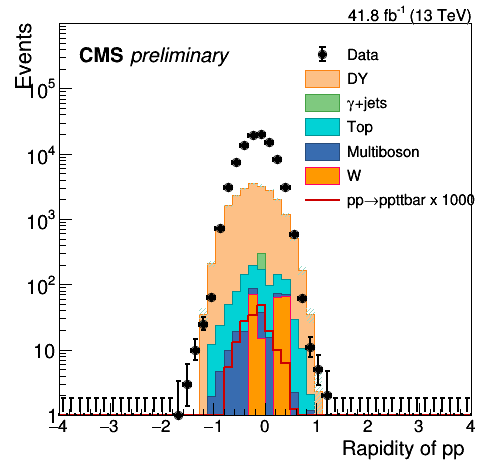 41.8 fb⁻¹ (13 TeV)
Events
CMS preliminary
Data
DY
γ+jets
Top
Multiboson
W
pp→ppttbar x 1000
10⁵
10⁴
10³
10²
10
1
−4 −3 −2 −1 0 1 2 3 4
Rapidity of pp